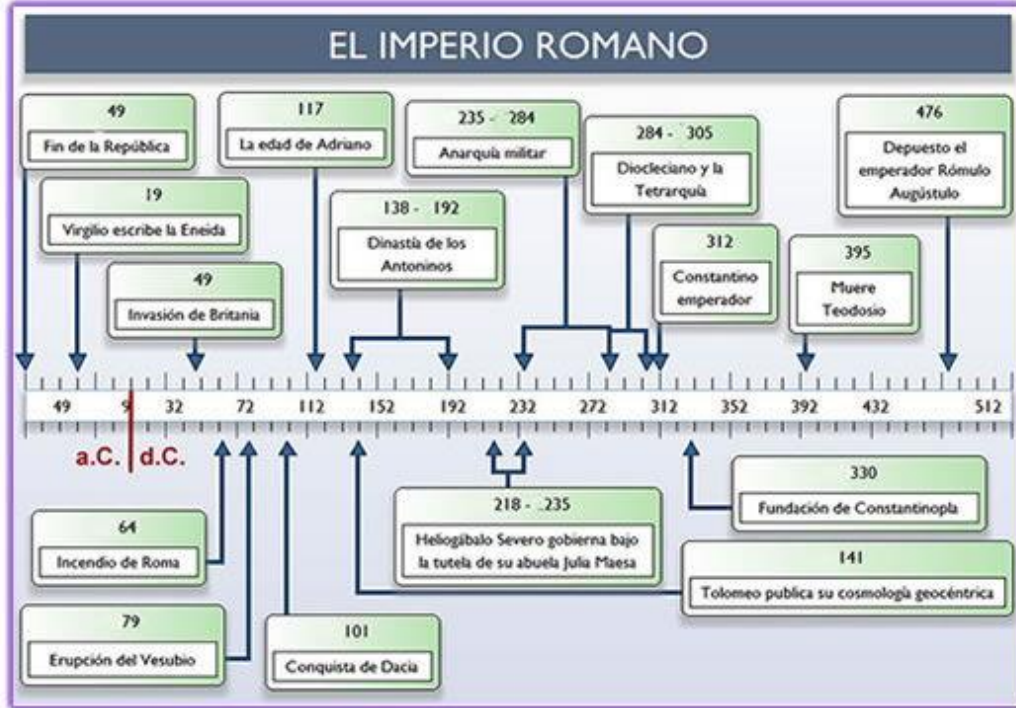 EL IMPERIO ROMANO
49
Fin de la República
19
Virgilio escribe la Eneida
49
Invasión de Britania
117
La edad de Adriano
138 - 192
Dinastía de los
Antoninos
235 - 284
Anarquía militar
284 - 305
Diocleciano y la
Tetrarquía
312
Constantino
emperador
395
Muere
Teodosio
476
Depuesto el
emperador Rómulo
Augústulo
49 9 32 72 112 152 192 232 272 312 352 392 432 512
a.C. d.C.
64
Incendio de Roma
79
Erupción del Vesubio
101
Conquista de Dacia
218 - .235
Heliogábalo Severo gobierna bajo
la tutela de su abuela Julia Maesa
330
Fundación de Constantinopla
141
Tolomeo publica su cosmología geocéntrica